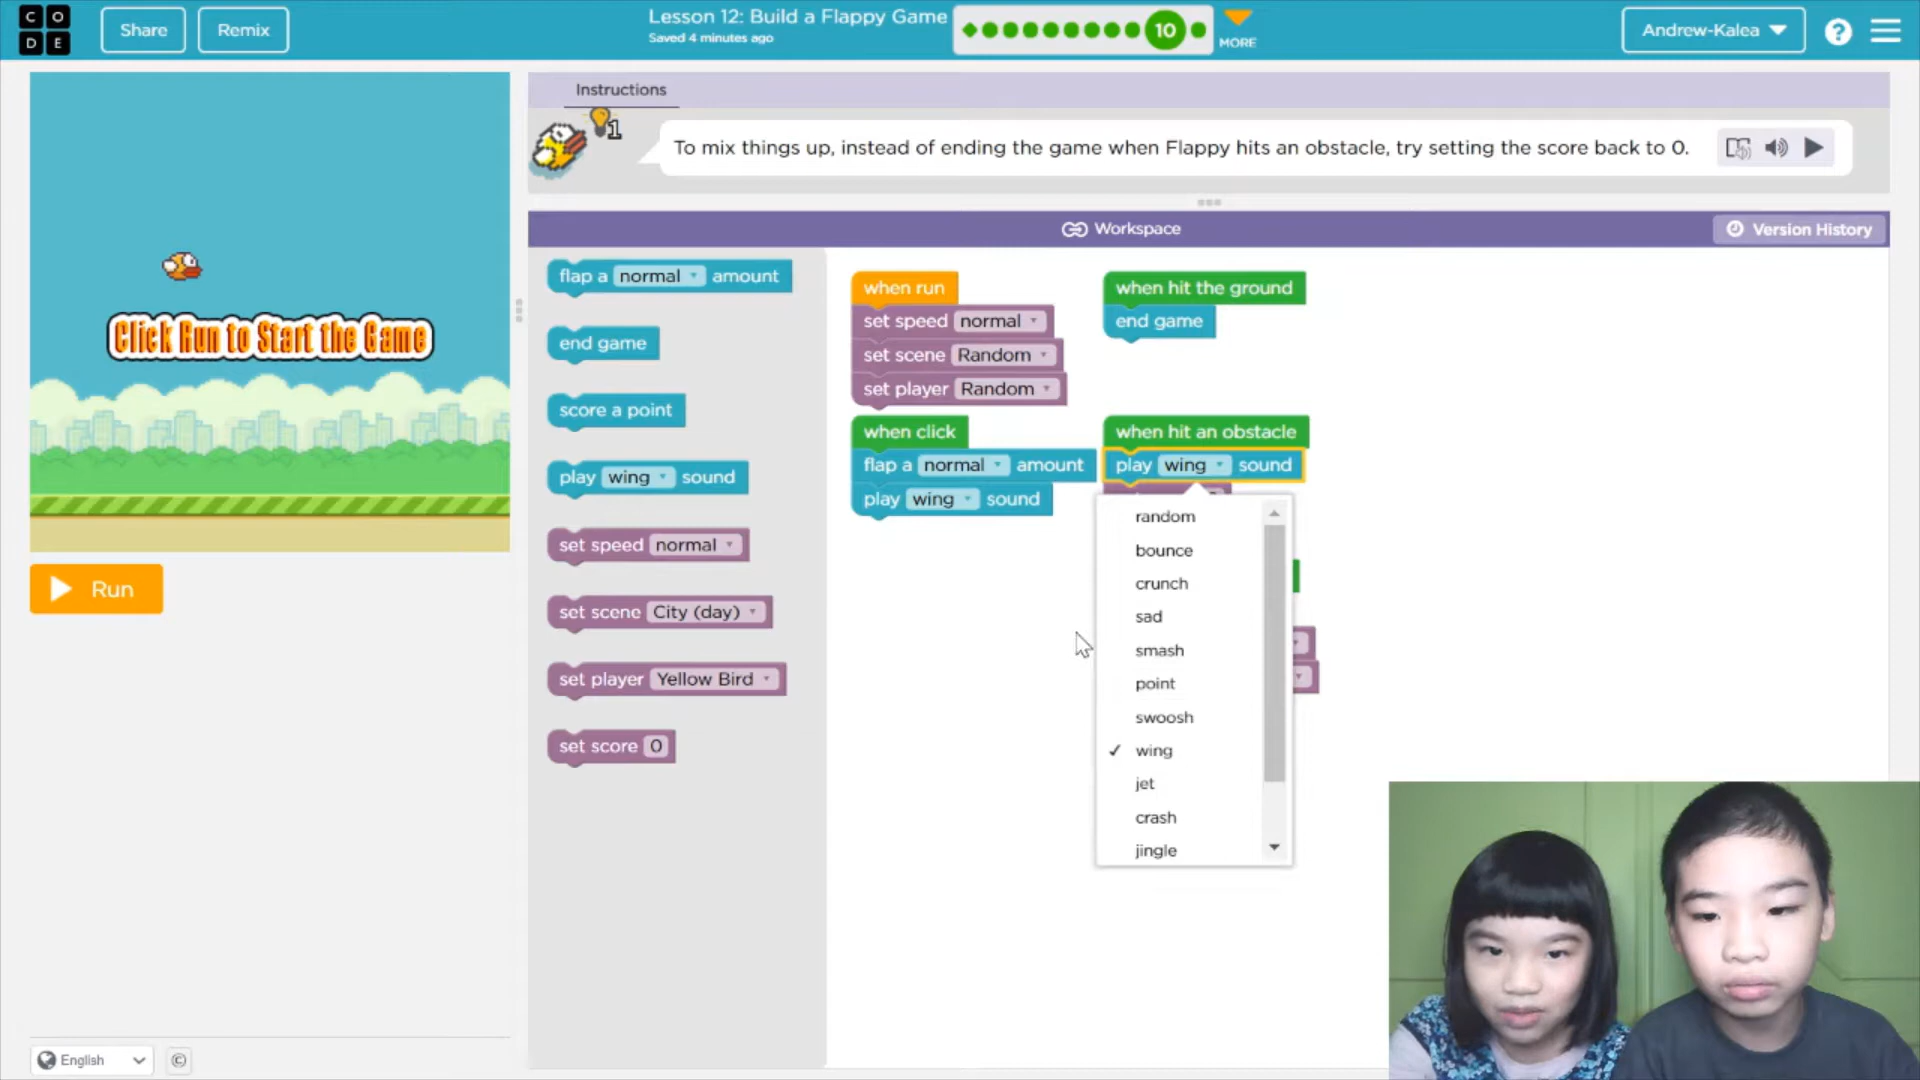 CODE
Share
Remix
Lesson 12: Build a Flappy Game
Saved 4 minutes ago
10
MORE
Andrew-Kalea
?
Instructions
1
To mix things up, instead of ending the game when Flappy hits an obstacle, try setting the score back to 0.
Workspace
Version History
Click Run to Start the Game
Run
flap a normal amount
end game
score a point
play wing sound
set speed normal
set scene City (day)
set player Yellow Bird
set score 0
when run
set speed normal
set scene Random
set player Random
when click
flap a normal amount
play wing sound
when hit the ground
end game
when hit an obstacle
play wing sound
random
bounce
crunch
sad
smash
point
swoosh
✓ wing
jet
crash
jingle
English
©